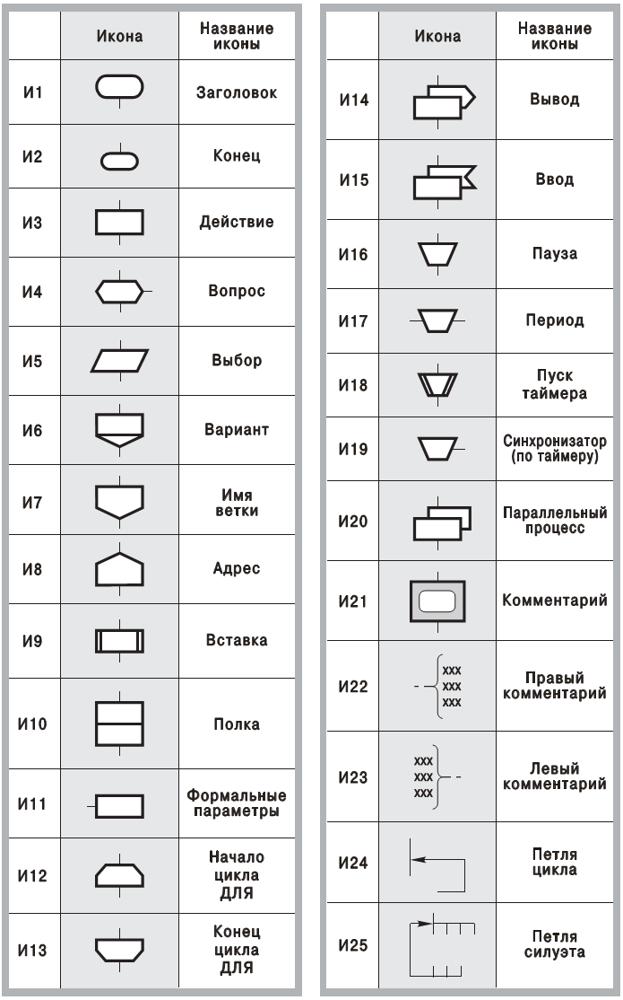 Икона
Название
иконы
И1
Заголовок
И2
Конец
И3
Действие
И4
Вопрос
И5
Выбор
И6
Вариант
И7
Имя
ветки
И8
Адрес
И9
Вставка
И10
Полка
И11
Формальные
параметры
И12
Начало
цикла
ДЛЯ
И13
Конец
цикла
ДЛЯ
Икона
Название
иконы
И14
Вывод
И15
Ввод
И16
Пауза
И17
Период
И18
Пуск
таймера
И19
Синхронизатор
(по таймеру)
И20
Параллельный
процесс
И21
Комментарий
И22
xxx
xxx
xxx
Правый
комментарий
И23
xxx
xxx
xxx
Левый
комментарий
И24
Петля
цикла
И25
Петля
силуэта